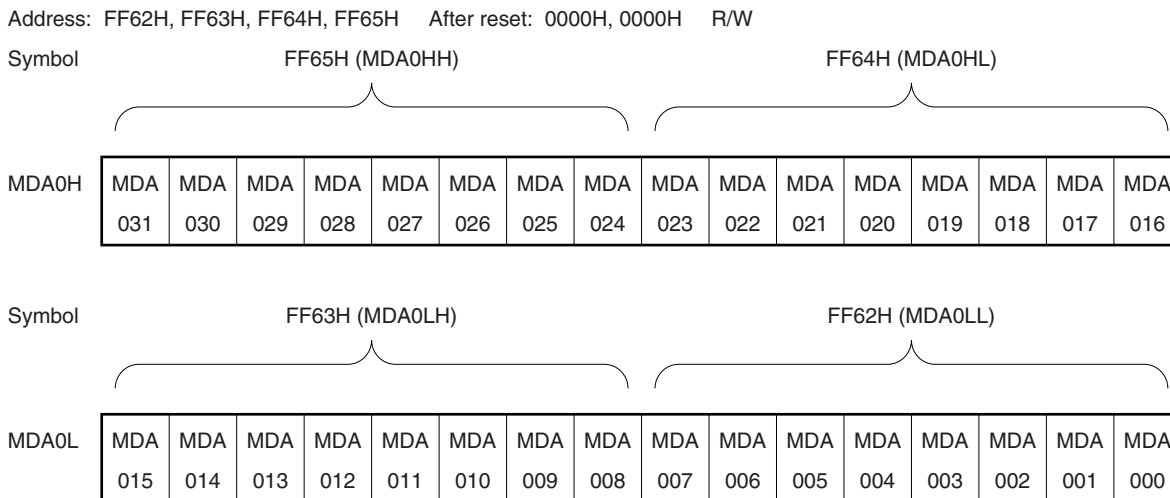 Address: FF62H, FF63H, FF64H, FF65H After reset: 0000H, 0000H R/W
Symbol FF65H (MDA0HH) FF64H (MDA0HL)
MDA0H MDA MDA MDA MDA MDA MDA MDA MDA MDA MDA MDA MDA MDA MDA MDA MDA
031 030 029 028 027 026 025 024 023 022 021 020 019 018 017 016
Symbol FF63H (MDA0LH) FF62H (MDA0LL)
MDA0L MDA MDA MDA MDA MDA MDA MDA MDA MDA MDA MDA MDA MDA MDA MDA MDA
015 014 013 012 011 010 009 008 007 006 005 004 003 002 001 000